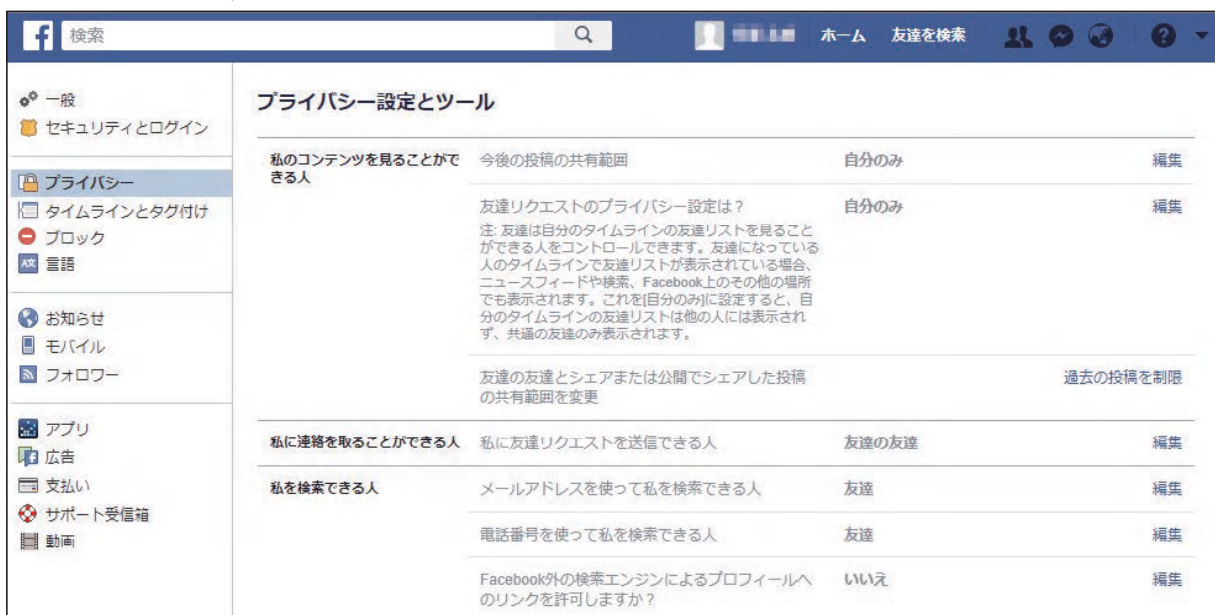 検索
ホーム 友達を検索
一般
セキュリティとログイン
プライバシー
タイムラインとタグ付け
ブロック
言語
お知らせ
モバイル
フォロワー
アプリ
広告
支払い
サポート受信箱
動画
プライバシー設定とツール
私のコンテンツを見ることがで
きる人
今後の投稿の共有範囲 自分のみ 編集
友達リクエストのプライバシー設定は? 自分のみ 編集
注: 友達は自分のタイムラインの友達リストを見ること
ができる人をコントロールできます。友達になっている
人のタイムラインで友達リストが表示されている場合、
ニュースフィードや検索、Facebook上のその他の場所
でも表示されます。これを[自分のみ]に設定すると、自
分のタイムラインの友達リストは他の人には表示され
ず、共通の友達のみ表示されます。
友達の友達とシェアまたは公開でシェアした投稿
の共有範囲を変更
過去の投稿を制限
私に連絡を取ることができる人 私に友達リクエストを送信できる人 友達の友達 編集
私を検索できる人 メールアドレスを使って私を検索できる人 友達 編集
電話番号を使って私を検索できる人 友達 編集
Facebook外の検索エンジンによるプロフィールへ
のリンクを許可しますか?
いいえ 編集